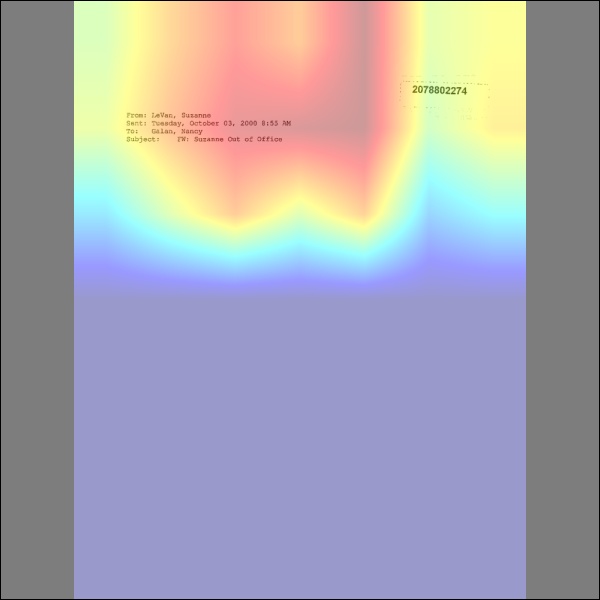 2078802274
From: LeVan, Suzanne
Sent: Tuesday, October 03, 2000 8:55 AM
To: Galan, Nancy
Subject: FW: Suzanne Out of Office